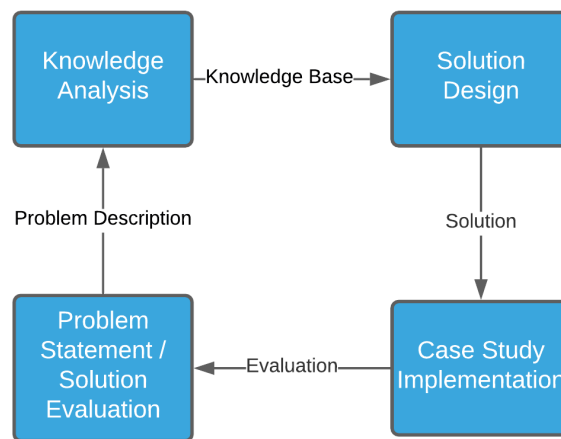 Knowledge
Analysis
Knowledge Base
Solution
Design
Problem Description
Solution
Problem
Statement /
Solution
Evaluation
Evaluation
Case Study
Implementation